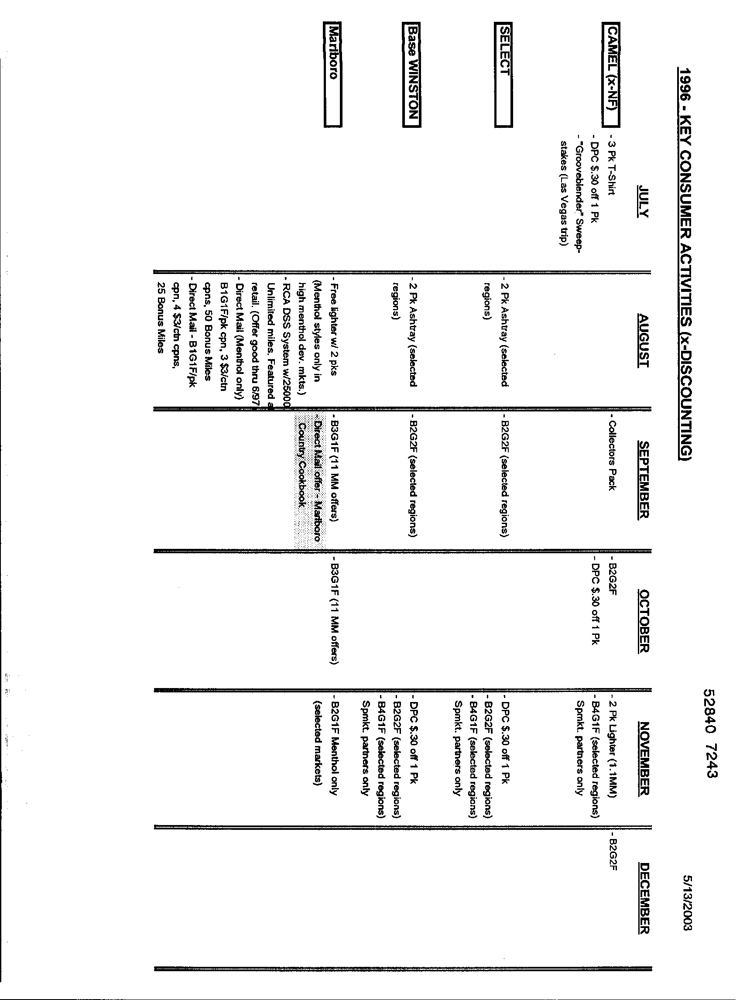 1996 - KEY CONSUMER ACTIVITIES (x-DISCOUNTING)
52840 7243
5/13/2003
JULY
AUGUST
SEPTEMBER
OCTOBER
NOVEMBER
DECEMBER
CAMEL (x-NF)
- 3 Pk T-Shirt
- DPC $.30 off 1 Pk
- "Grooveblender" Sweep-
stakes (Las Vegas trip)
- Collectors Pack
- B2G2F
- DPC $.30 off 1 Pk
- 2 Pk Lighter (1.1MM)
- B4G1F (selected regions)
Spmkt. partners only
- B2G2F
SELECT
- 2 Pk Ashtray (selected
regions)
- B2G2F (selected regions)
- DPC $.30 off 1 Pk
- B2G2F (selected regions)
- B4G1F (selected regions)
Spmkt. partners only
Base WINSTON
- 2 Pk Ashtray (selected
regions)
- B2G2F (selected regions)
- DPC $.30 off 1 Pk
- B2G2F (selected regions)
- B4G1F (selected regions)
Spmkt. partners only
Marlboro
- Free lighter w/ 2 pks
(Menthol styles only in
high menthol dev. mkts.)
- RCA DSS System w/25000
Unlimited miles. Featured a
retail. (Offer good thru 6/97
- Direct Mail (Menthol only)
B1G1F/pk cpn, 3 $3/ctn
cpns, 50 Bonus Miles
- Direct Mail - B1G1F/pk
cpn, 4 $3/ctn cpns,
25 Bonus Miles
- B3G1F (11 MM offers)
- Direct Mail offer - Marlboro
Country Cookbook
- B3G1F (11 MM offers)
- B2G1F Menthol only
(selected markets)